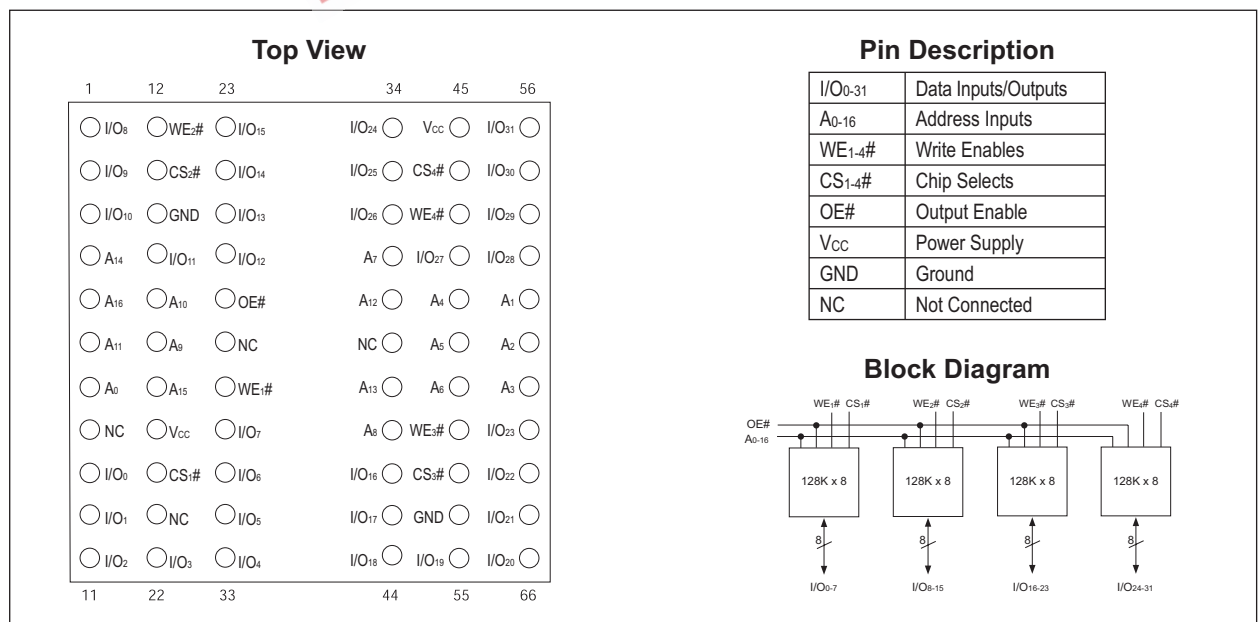 Top View
1 12 23 34 45 56
I/O8 WE2# I/O15 I/O24 VCC I/O31
I/O9 CS2# I/O14 I/O25 CS4# I/O30
I/O10 GND I/O13 I/O26 WE4# I/O29
A14 I/O11 I/O12 A7 I/O27 I/O28
A16 A10 OE# A12 A4 A1
A11 A9 NC NC A5 A2
A0 A15 WE1# A13 A6 A3
NC VCC I/O7 A8 WE3# I/O23
I/O0 CS1# I/O6 I/O16 CS3# I/O22
I/O1 NC I/O5 I/O17 GND I/O21
I/O2 I/O3 I/O4 I/O18 I/O19 I/O20
11 22 33 44 55 66
Pin Description
I/O0-31 Data Inputs/Outputs
A0-16 Address Inputs
WE1-4# Write Enables
CS1-4# Chip Selects
OE# Output Enable
VCC Power Supply
GND Ground
NC Not Connected
Block Diagram
WE1# CS1# WE2# CS2# WE3# CS3# WE4# CS4#
OE#
A0-16
128K x 8 128K x 8 128K x 8 128K x 8
8 8 8 8
I/O0-7 I/O8-15 I/O16-23 I/O24-31